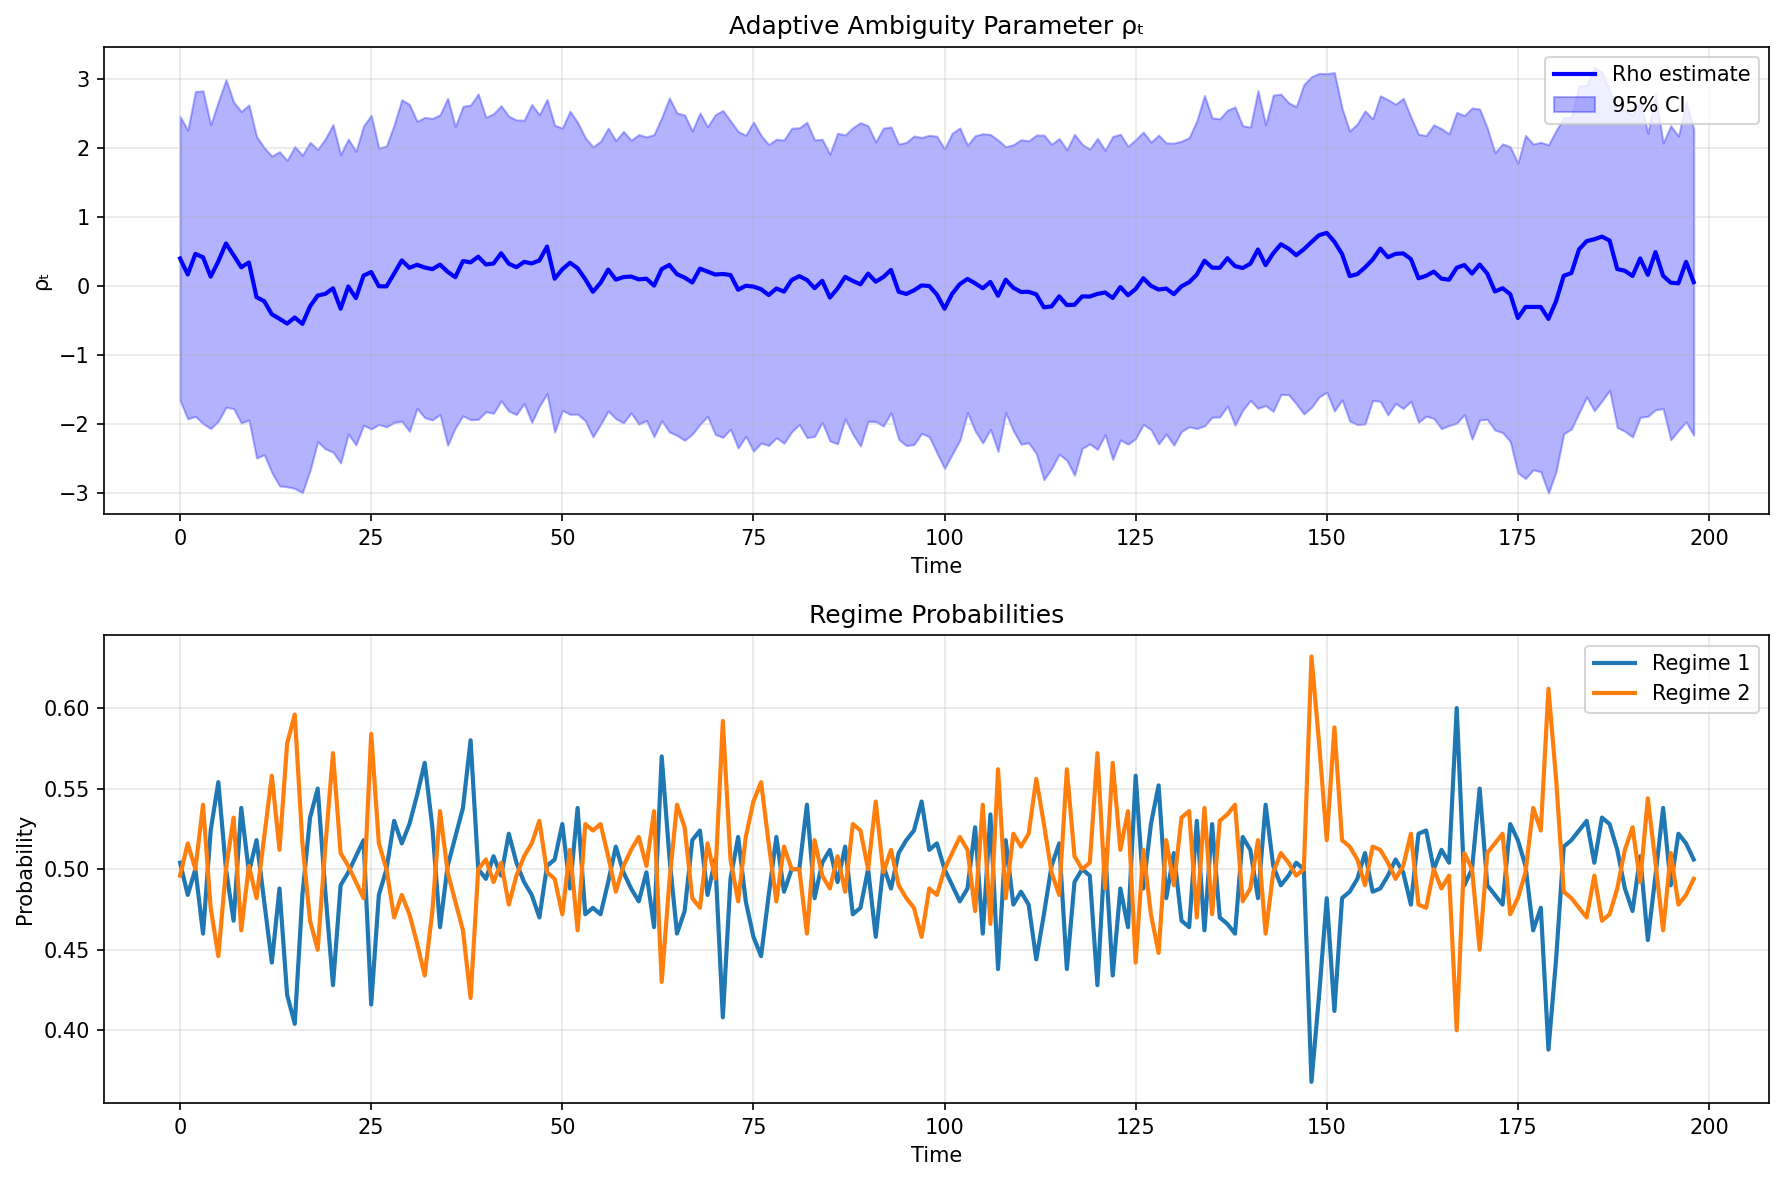 Adaptive Ambiguity Parameter ρₜ
Rho estimate
95% CI
3
2
1
0
−1
−2
−3
ρₜ
0 25 50 75 100 125 150 175 200
Time
Regime Probabilities
Regime 1
Regime 2
0.60
0.55
0.50
0.45
0.40
Probability
0 25 50 75 100 125 150 175 200
Time